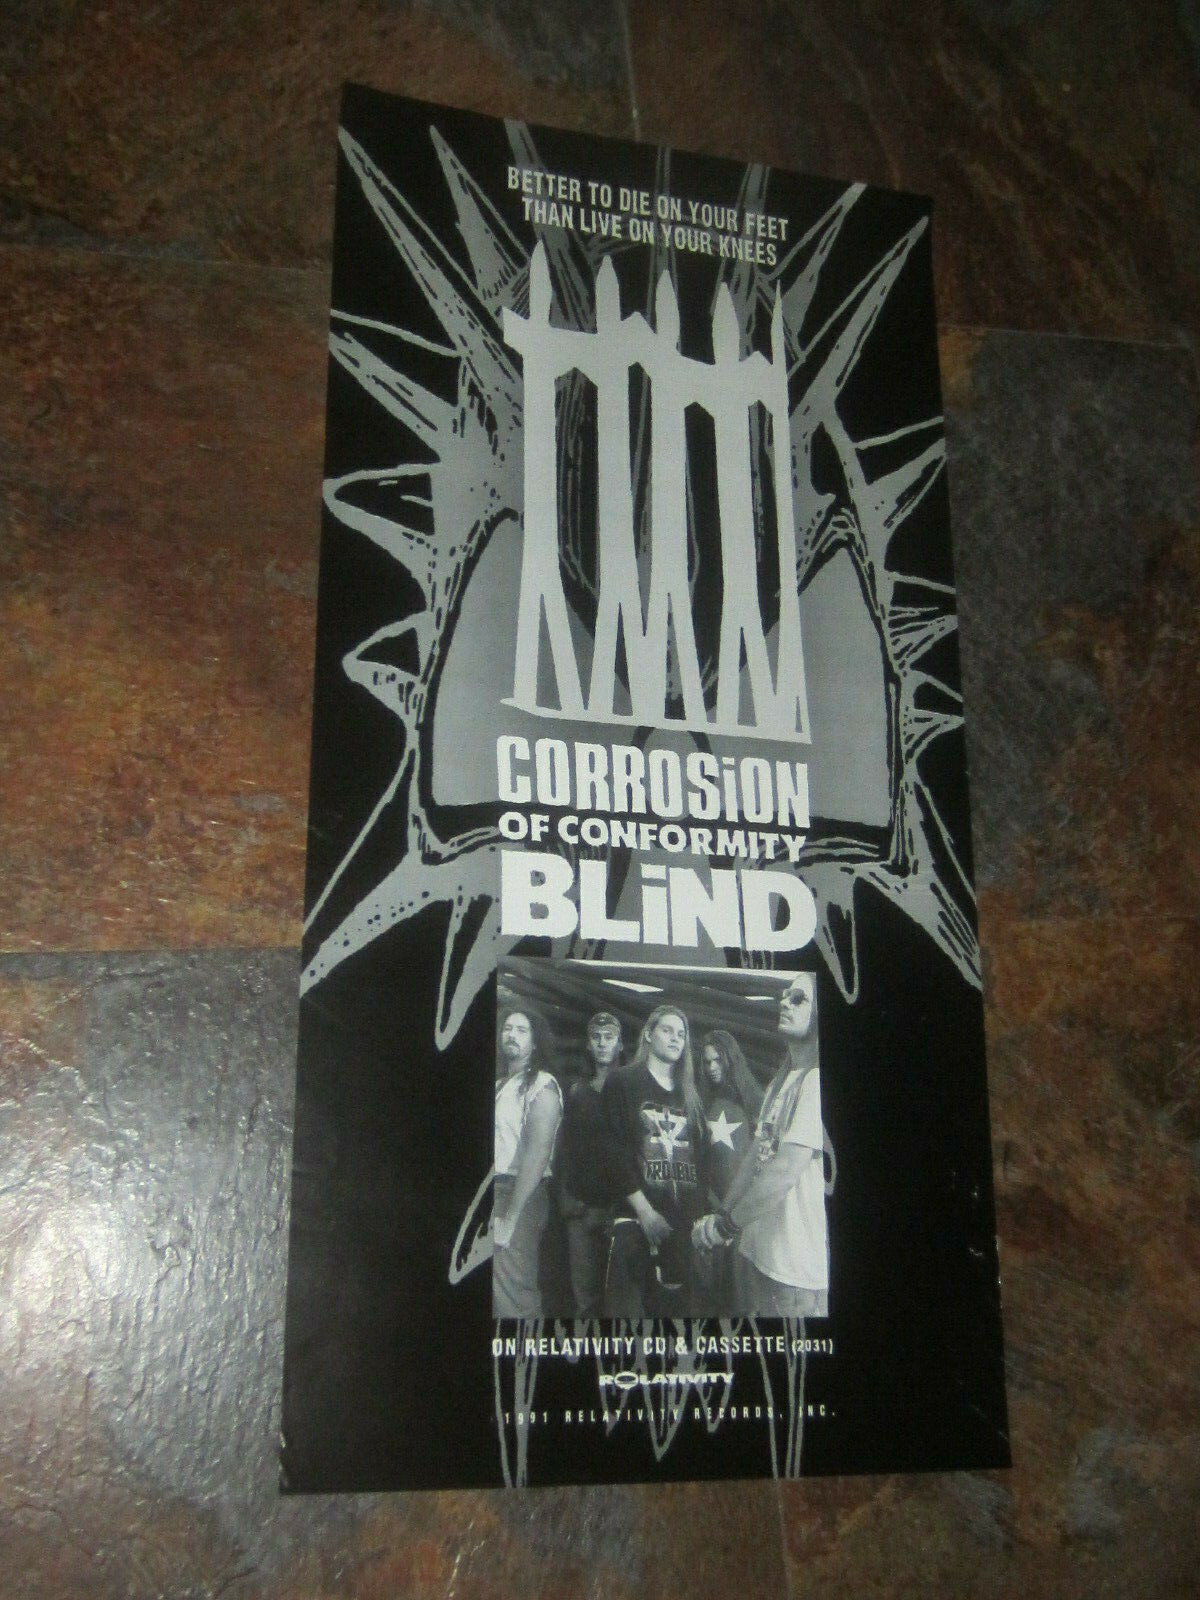 BETTER TO DIE ON YOUR FEET
THAN LIVE ON YOUR KNEES
CORROSiON
OF CONFORMITY
BLiND
TROUBLE
ON RELATIVITY CD & CASSETTE (2031)
RELATIVITY
1991 RELATIVITY RECORDS, INC.